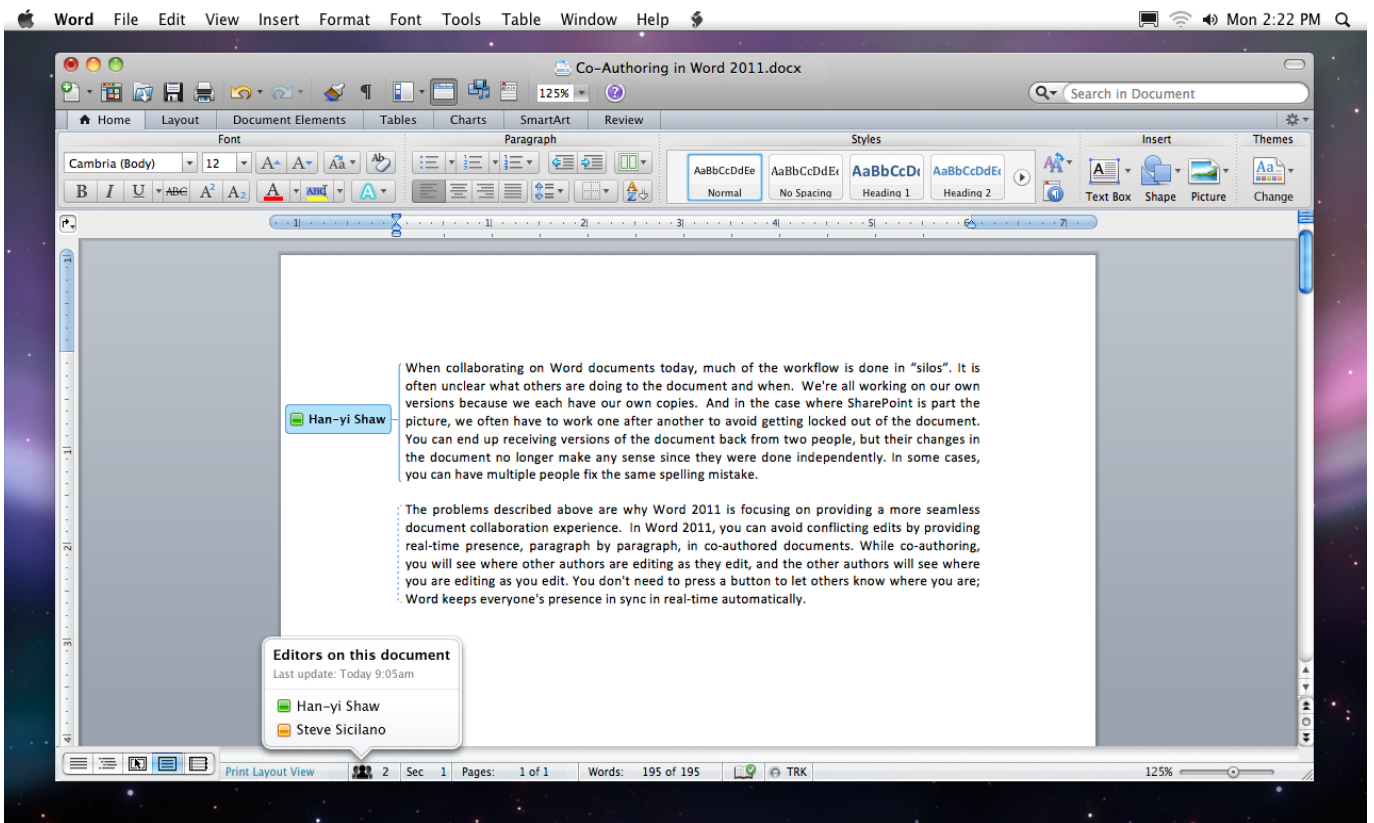 Word File Edit View Insert Format Font Tools Table Window Help Mon 2:22 PM
Co-Authoring in Word 2011.docx
125%
Search in Document
Home Layout Document Elements Tables Charts SmartArt Review
Font Paragraph Styles Insert Themes
Cambria (Body) 12 A A Aa Ab
AaBbCcDdEe AaBbCcDdEe AaBbCcDc AaBbCcDdEe
B I U ABC A2 A2 A ABC A
Normal No Spacing Heading 1 Heading 2 Text Box Shape Picture Change
1 1 2 3 4 5 6 7
When collaborating on Word documents today, much of the workflow is done in “silos”. It is
often unclear what others are doing to the document and when. We're all working on our own
versions because we each have our own copies. And in the case where SharePoint is part the
Han-yi Shaw
picture, we often have to work one after another to avoid getting locked out of the document.
You can end up receiving versions of the document back from two people, but their changes in
the document no longer make any sense since they were done independently. In some cases,
you can have multiple people fix the same spelling mistake.
The problems described above are why Word 2011 is focusing on providing a more seamless
document collaboration experience. In Word 2011, you can avoid conflicting edits by providing
real-time presence, paragraph by paragraph, in co-authored documents. While co-authoring,
you will see where other authors are editing as they edit, and the other authors will see where
you are editing as you edit. You don't need to press a button to let others know where you are;
Word keeps everyone's presence in sync in real-time automatically.
Editors on this document
Last update: Today 9:05am
Han-yi Shaw
Steve Sicilano
Print Layout View 2 Sec 1 Pages: 1 of 1 Words: 195 of 195 TRK 125%